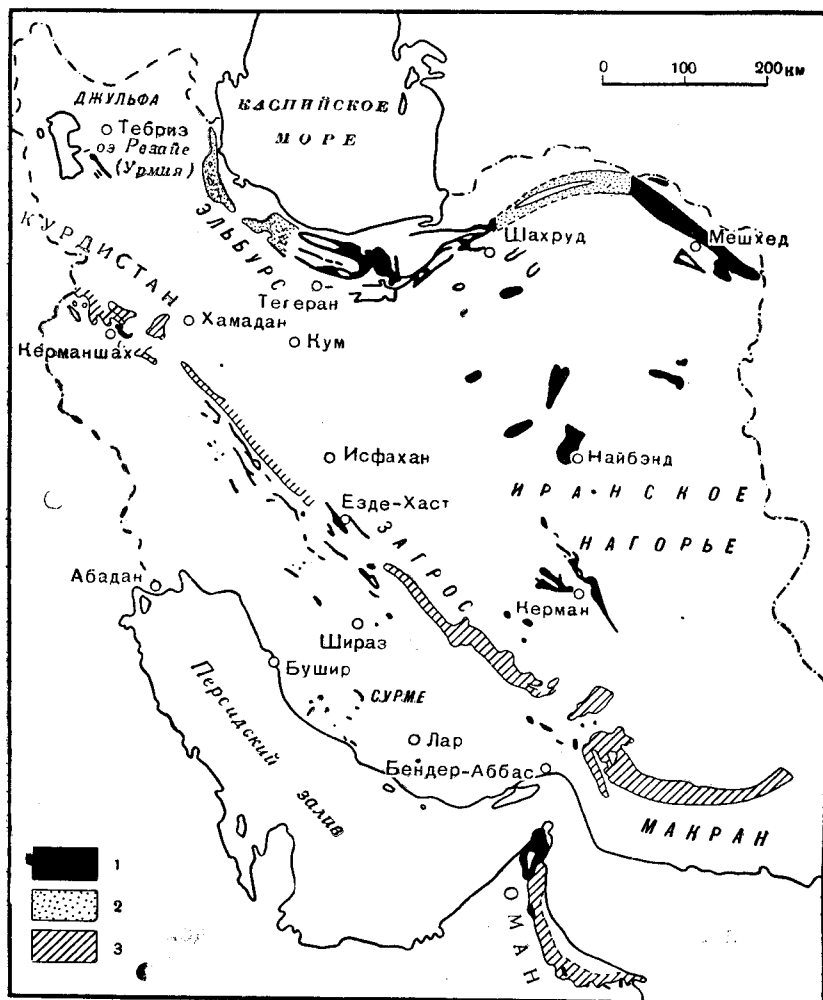 0 100 200 км
КАСПИЙСКОЕ
МОРЕ
ДЖУЛЬФА
Тебриз
оз Резайе
(Урмия)
ЭЛЬБУРС
КУРДИСТАН
Шахруд
Мешхед
Тегеран
Хамадан
Кум
Керманшах
Исфахан
Найбэнд
Езде-Хаст
ИРАНСКОЕ
НАГОРЬЕ
ЗАГРОС
Абадан
Керман
Шираз
Бушир
СУРМЕ
Персидский
залив
Лар
Бендер-Аббас
МАКРАН
ОМАН
1
2
3